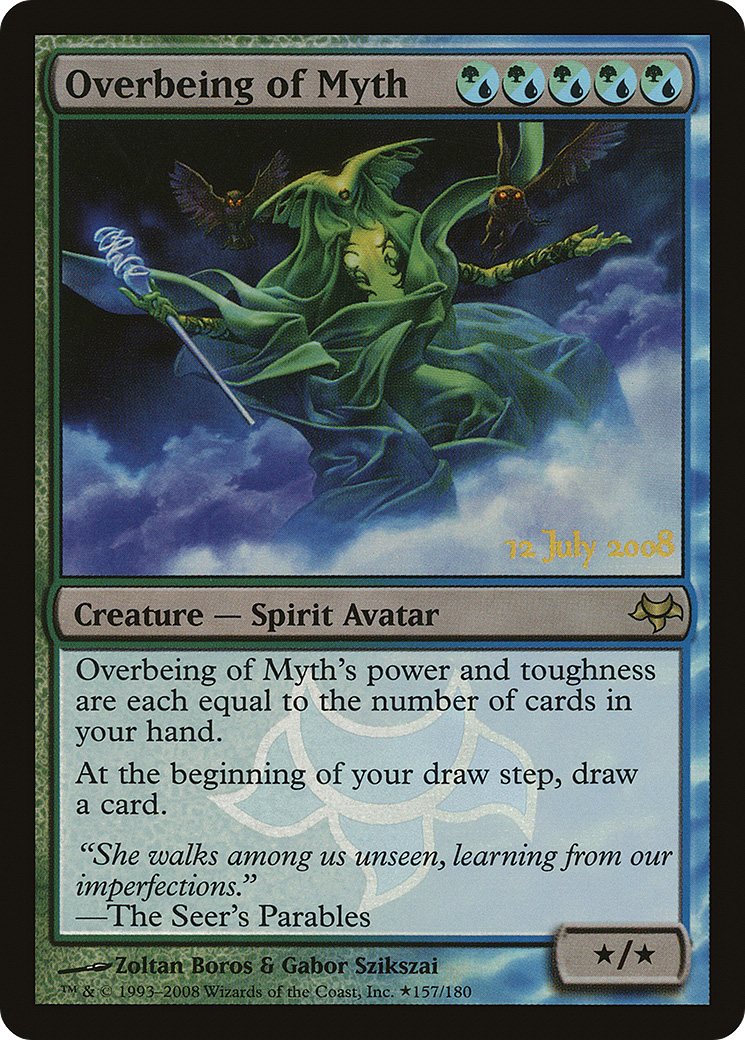 Overbeing of Myth
12 July 2008
Creature — Spirit Avatar
Overbeing of Myth's power and toughness
are each equal to the number of cards in
your hand.
At the beginning of your draw step, draw
a card.
“She walks among us unseen, learning from our
imperfections.”
—The Seer's Parables
★/★
Zoltan Boros & Gabor Szikszai
™ & © 1993–2008 Wizards of the Coast, Inc. ★157/180